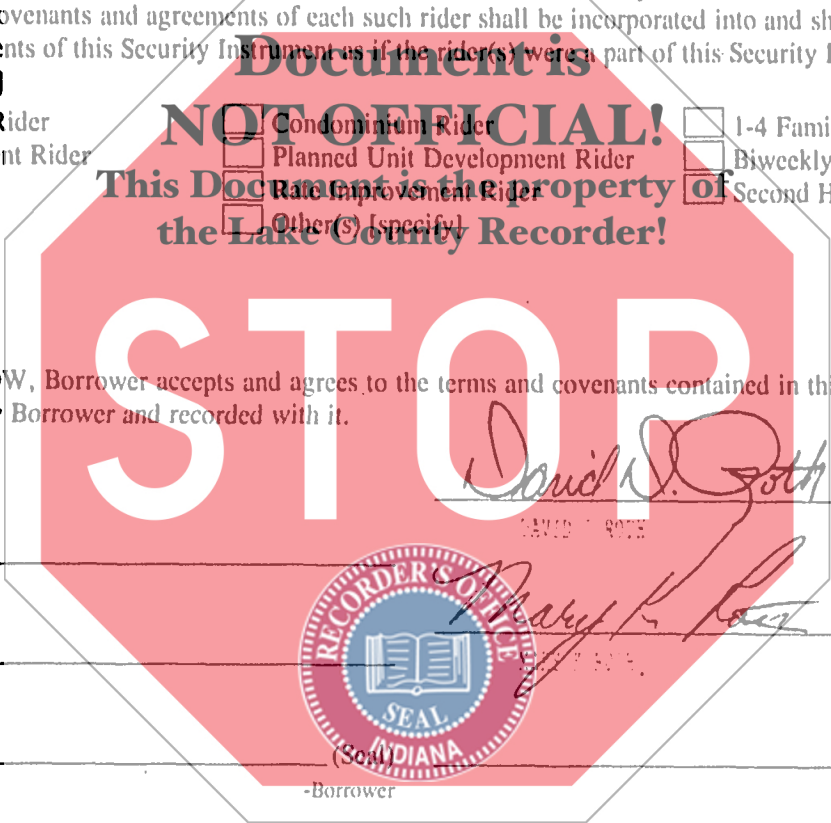 ovenants and agreements of each such rider shall be incorporated into and sh
ents of this Security Instrument as if the rider(s) were a part of this Security I
Document is
NOT OFFICIAL!
This Document is the property of
the Lake County Recorder!
Rider
Condominium Rider
1-4 Fami
nt Rider
Planned Unit Development Rider
Biweekly
Rate Improvement Rider
Second H
Other(s) [specify]
STOP
W, Borrower accepts and agrees to the terms and covenants contained in thi
Borrower and recorded with it.
David D. Roth
Mary K. Roth
RECORDER'S OFFICE
SEAL
INDIANA
(Seal)
-Borrower